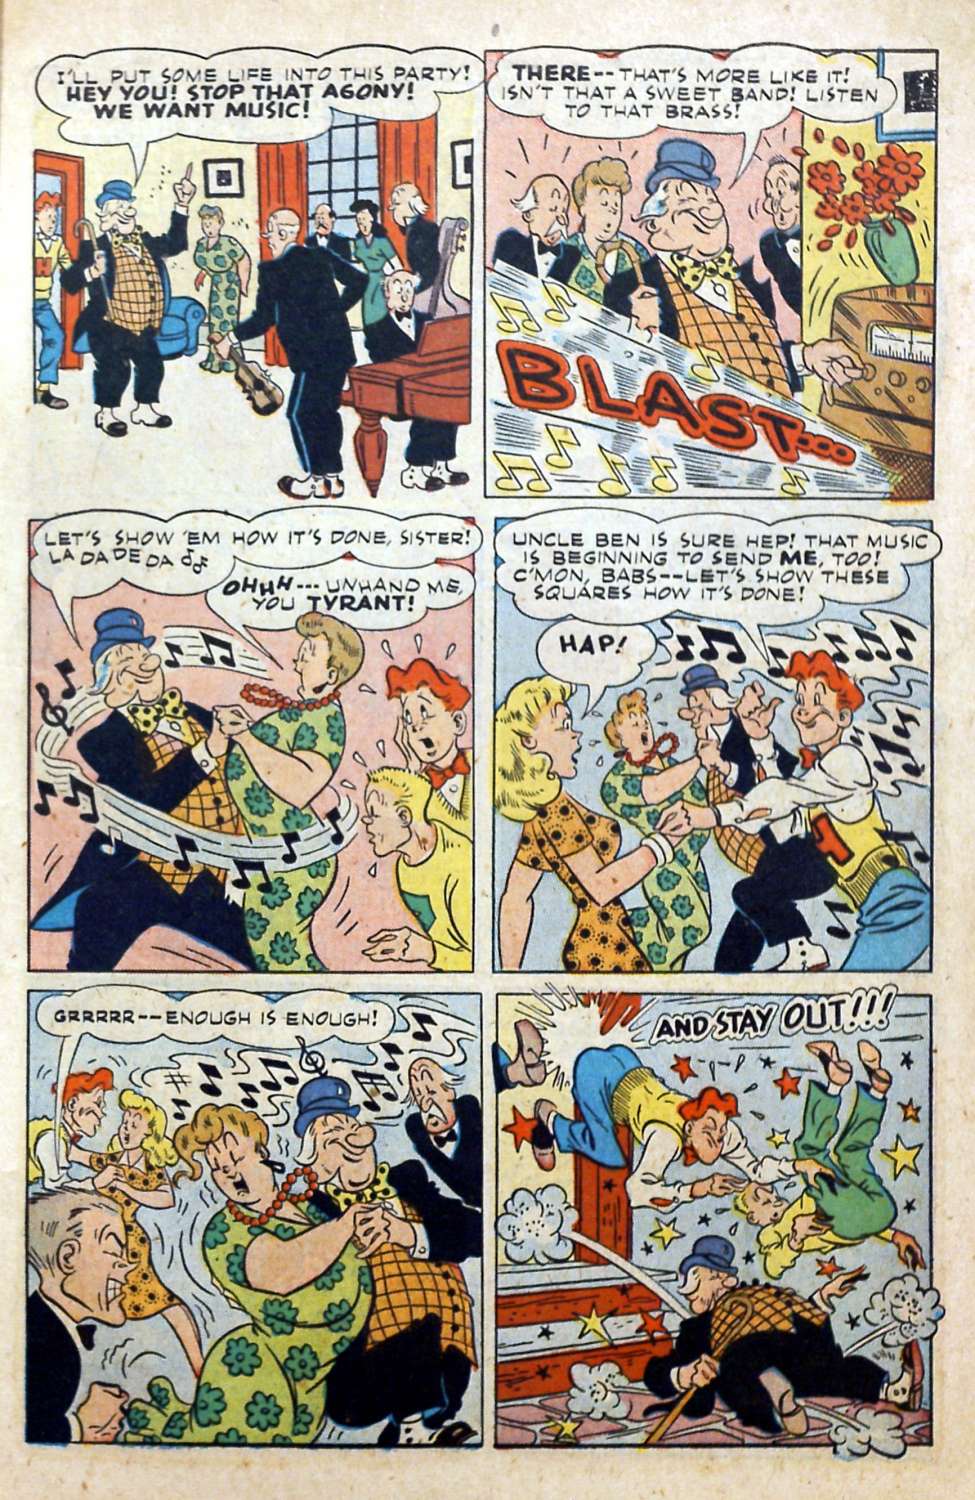 I'LL PUT SOME LIFE INTO THIS PARTY!
HEY YOU! STOP THAT AGONY!
WE WANT MUSIC!
H
THERE-- THAT'S MORE LIKE IT!
ISN'T THAT A SWEET BAND! LISTEN
TO THAT BRASS!
BLAST...
LET'S SHOW 'EM HOW IT'S DONE, SISTER!
LA DA DE DA
OHHH--- UNHAND ME,
YOU TYRANT!
UNCLE BEN IS SURE HEP! THAT MUSIC
IS BEGINNING TO SEND ME, TOO!
C'MON, BABS--LET'S SHOW THESE
SQUARES HOW IT'S DONE!
HAP!
H
GRRRRR--ENOUGH IS ENOUGH!
AND STAY OUT!!!